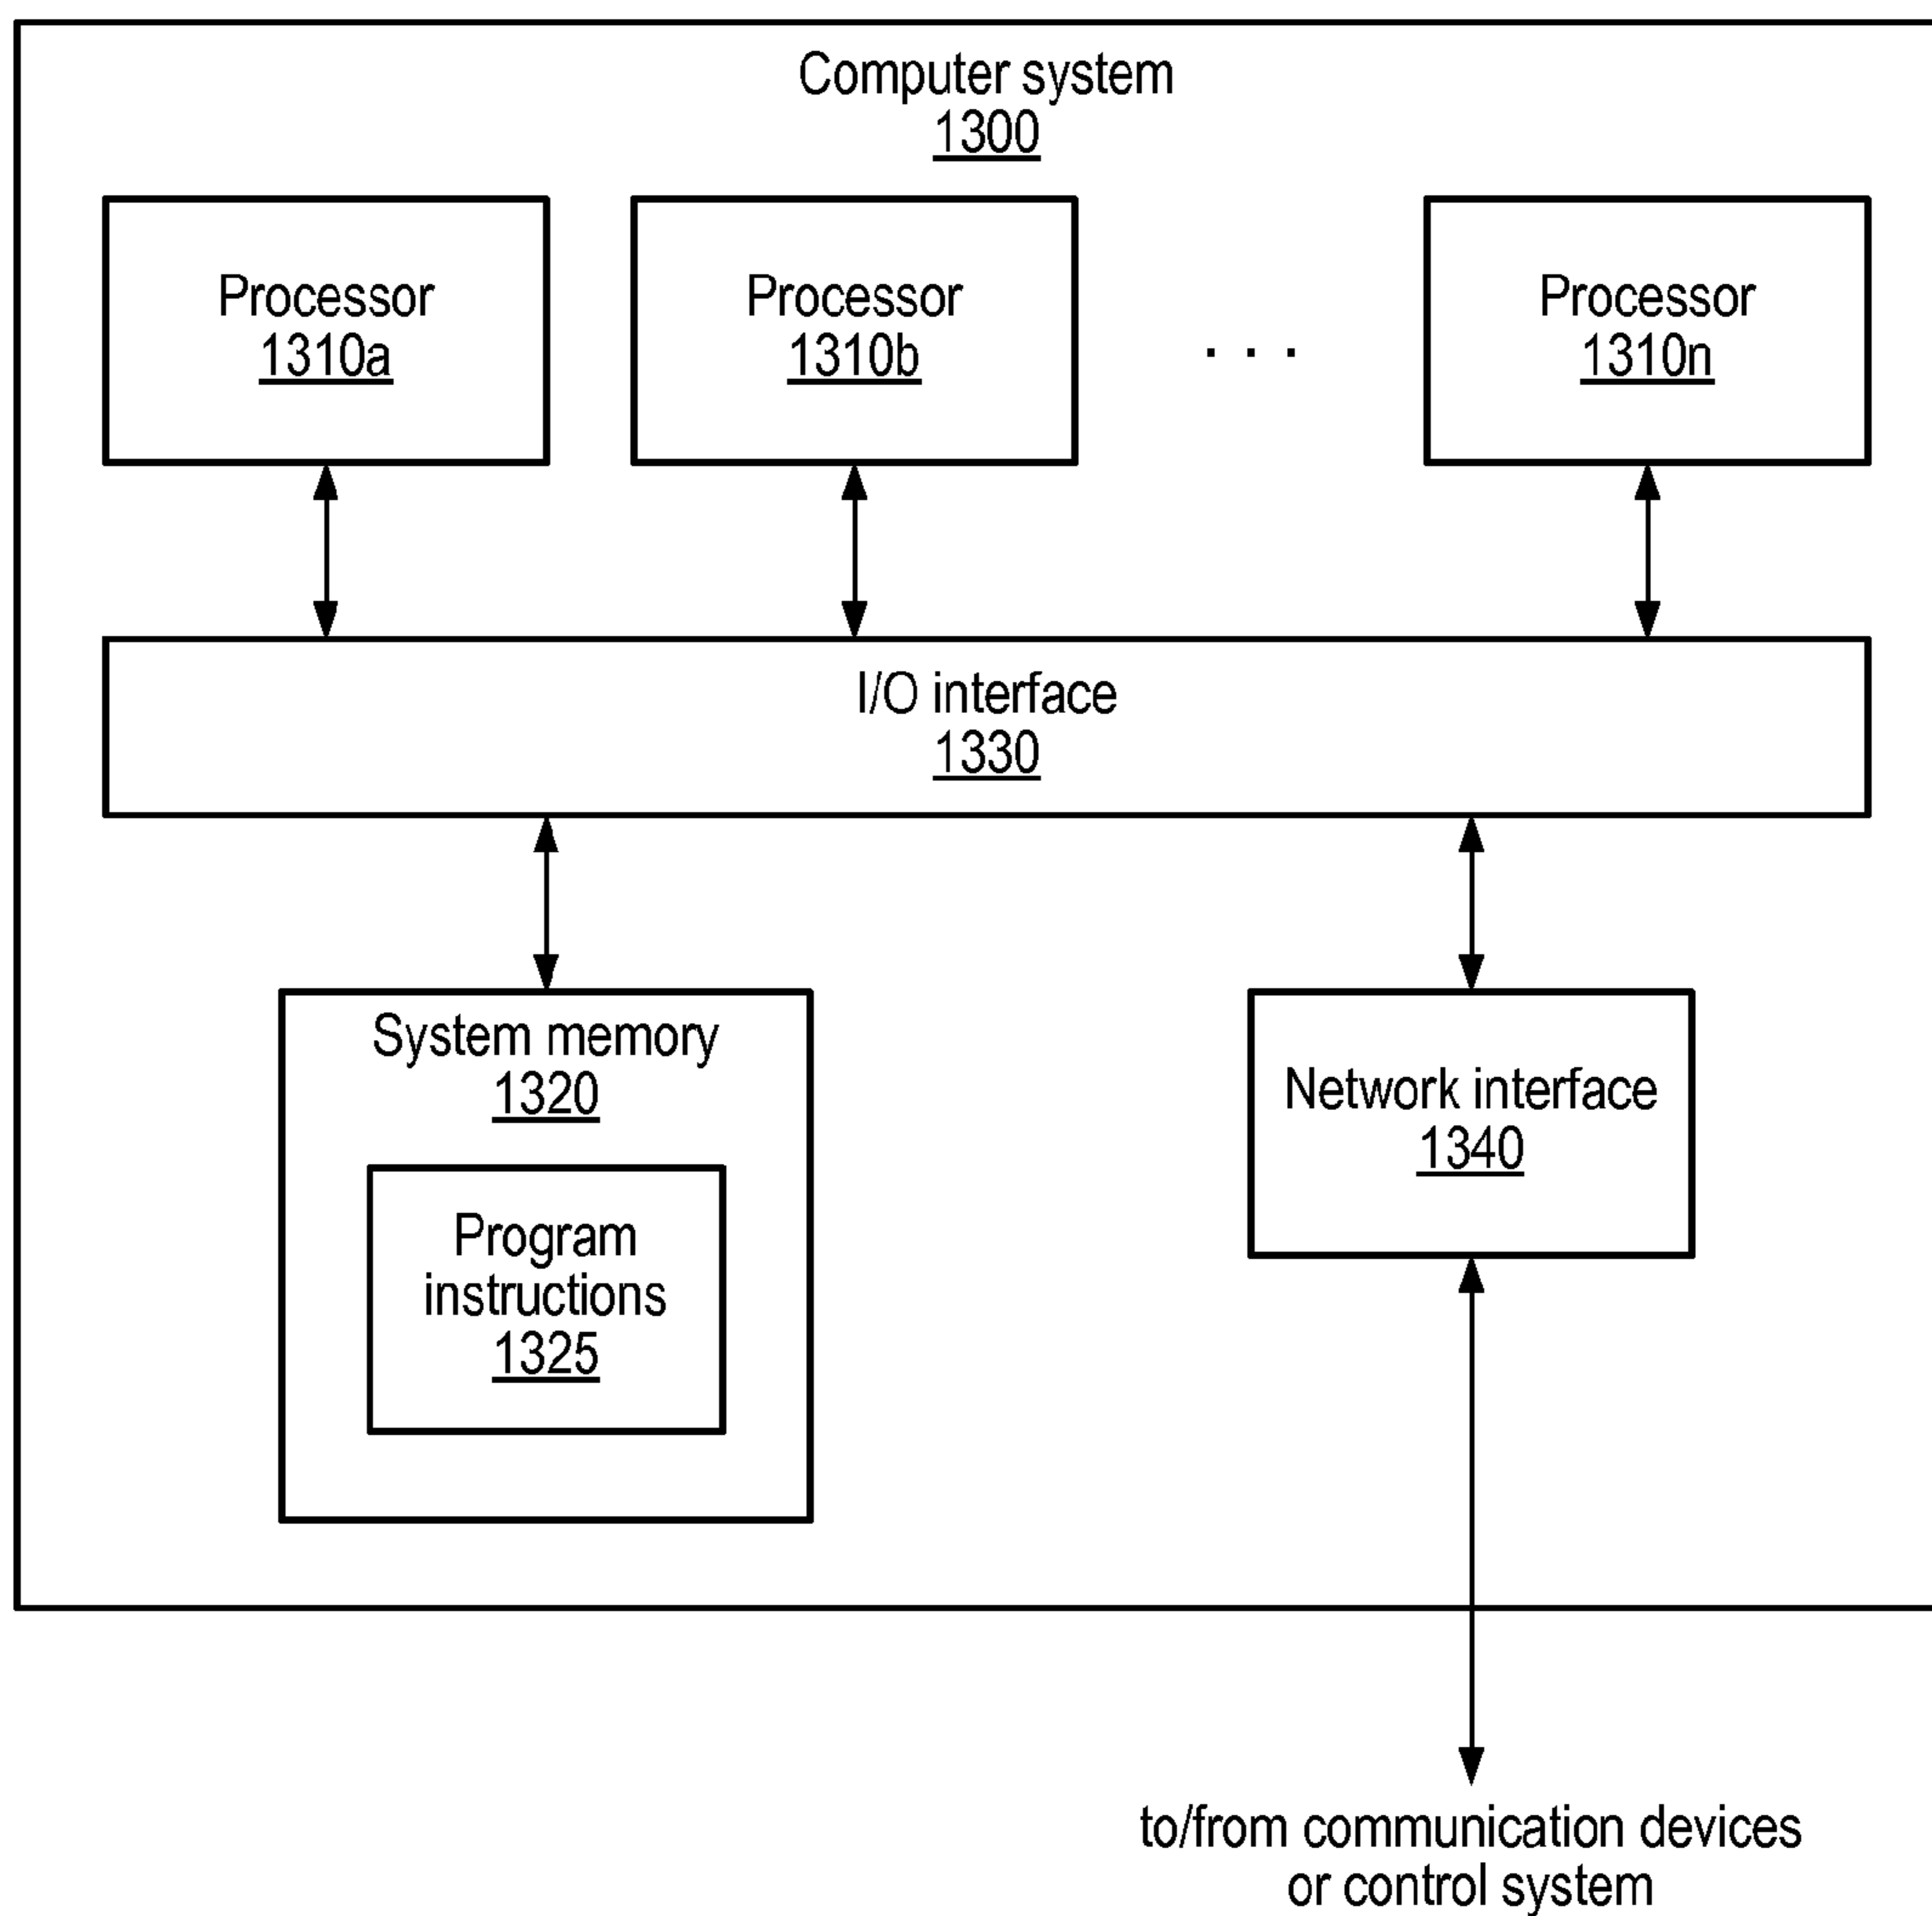 Computer system
1300
Processor
1310a
Processor
1310b
. . .
Processor
1310n
I/O interface
1330
System memory
1320
Program
instructions
1325
Network interface
1340
to/from communication devices
or control system